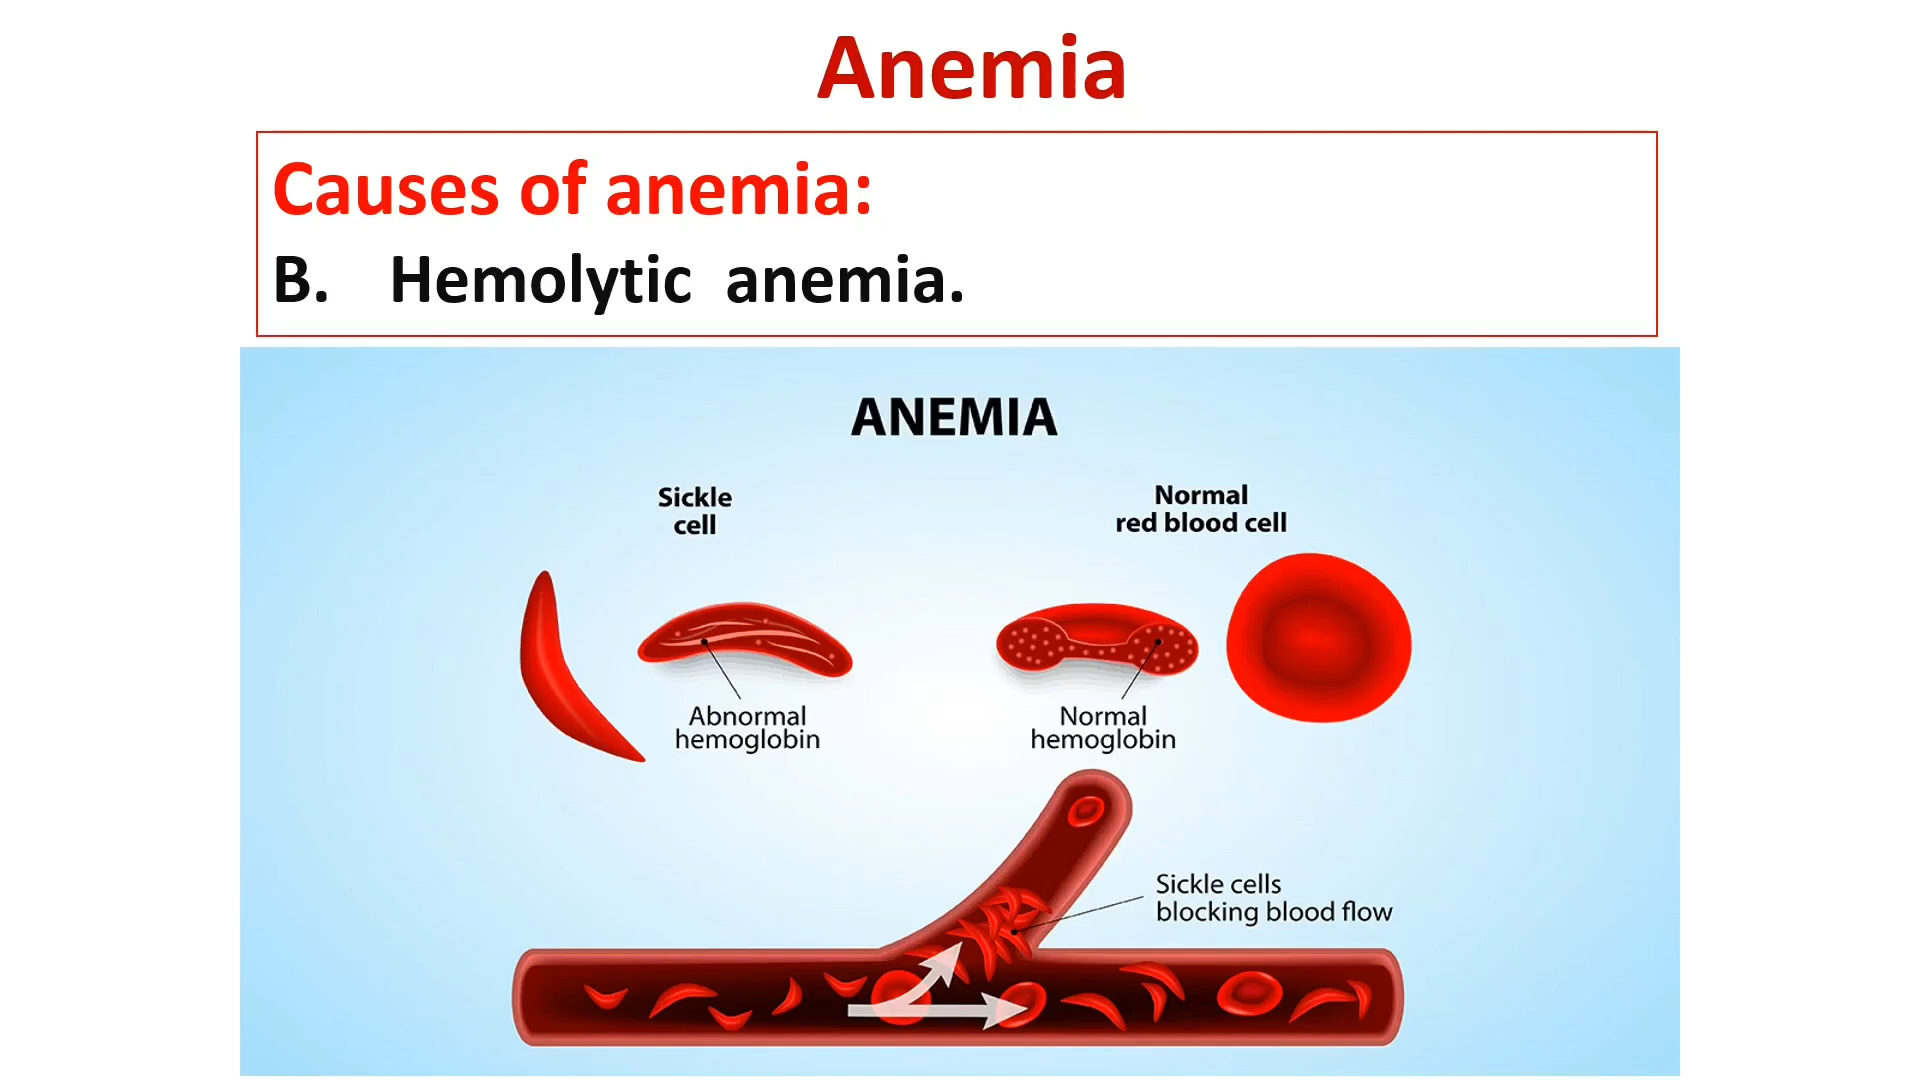 Anemia
Causes of anemia:
B. Hemolytic anemia.
ANEMIA
Sickle
cell
Normal
red blood cell
Abnormal
hemoglobin
Normal
hemoglobin
Sickle cells
blocking blood flow